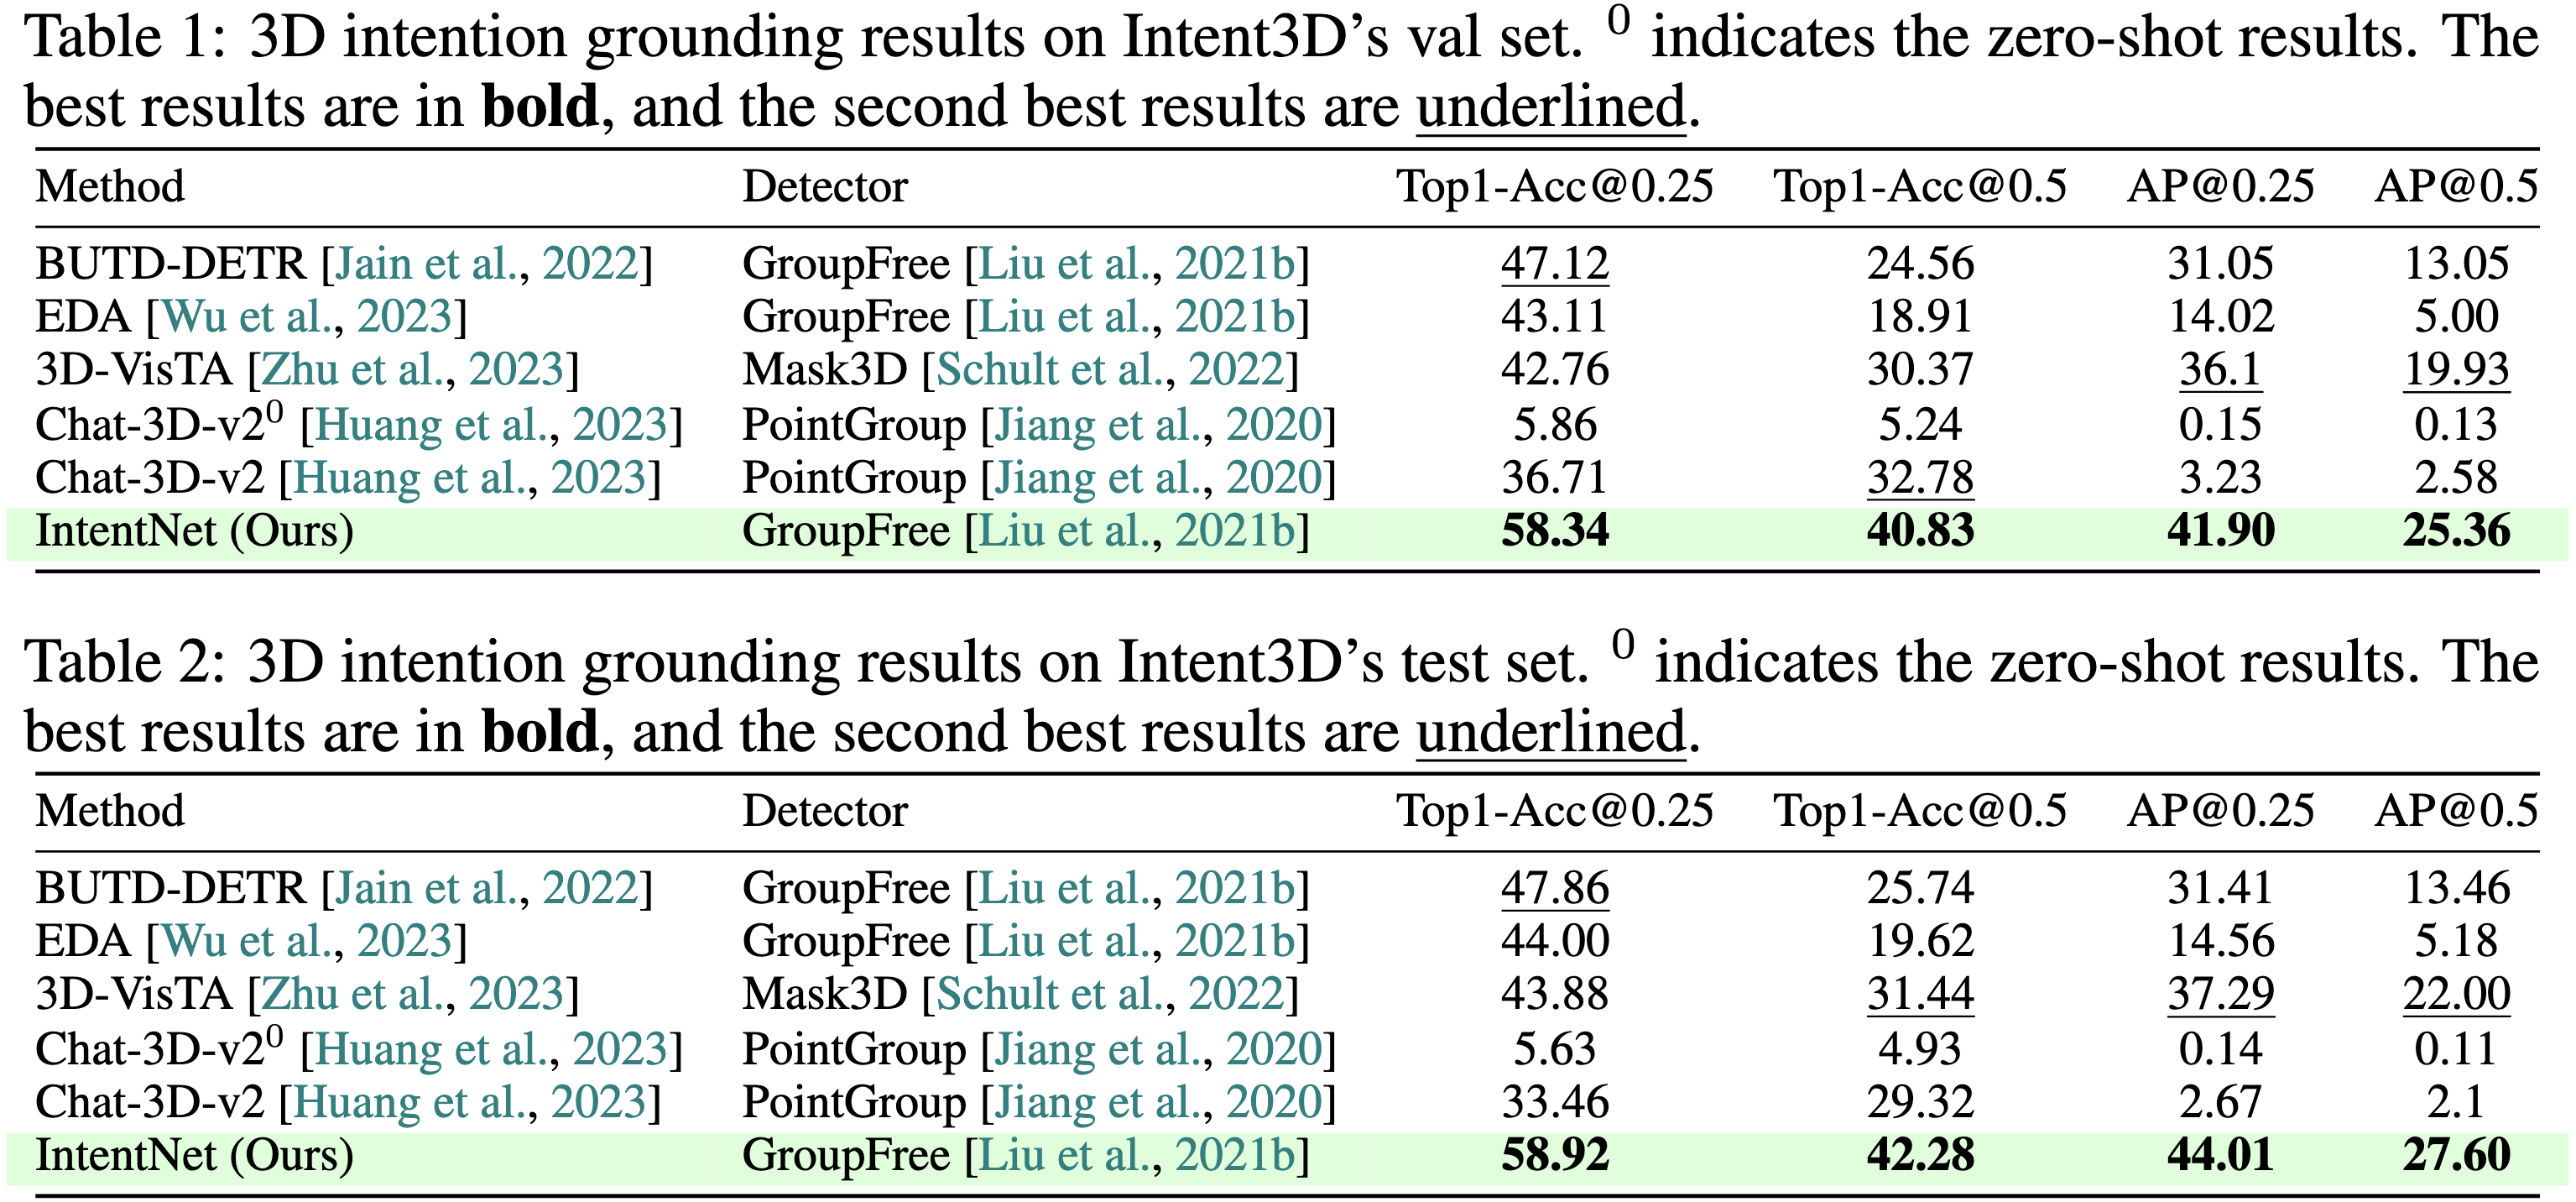 Table 1: 3D intention grounding results on Intent3D's val set. ⁰ indicates the zero-shot results. The
best results are in bold, and the second best results are underlined.
Method Detector Top1-Acc@0.25 Top1-Acc@0.5 AP@0.25 AP@0.5
BUTD-DETR [Jain et al., 2022] GroupFree [Liu et al., 2021b] 47.12 24.56 31.05 13.05
EDA [Wu et al., 2023] GroupFree [Liu et al., 2021b] 43.11 18.91 14.02 5.00
3D-VisTA [Zhu et al., 2023] Mask3D [Schult et al., 2022] 42.76 30.37 36.1 19.93
Chat-3D-v2⁰ [Huang et al., 2023] PointGroup [Jiang et al., 2020] 5.86 5.24 0.15 0.13
Chat-3D-v2 [Huang et al., 2023] PointGroup [Jiang et al., 2020] 36.71 32.78 3.23 2.58
IntentNet (Ours) GroupFree [Liu et al., 2021b] 58.34 40.83 41.90 25.36
Table 2: 3D intention grounding results on Intent3D's test set. ⁰ indicates the zero-shot results. The
best results are in bold, and the second best results are underlined.
Method Detector Top1-Acc@0.25 Top1-Acc@0.5 AP@0.25 AP@0.5
BUTD-DETR [Jain et al., 2022] GroupFree [Liu et al., 2021b] 47.86 25.74 31.41 13.46
EDA [Wu et al., 2023] GroupFree [Liu et al., 2021b] 44.00 19.62 14.56 5.18
3D-VisTA [Zhu et al., 2023] Mask3D [Schult et al., 2022] 43.88 31.44 37.29 22.00
Chat-3D-v2⁰ [Huang et al., 2023] PointGroup [Jiang et al., 2020] 5.63 4.93 0.14 0.11
Chat-3D-v2 [Huang et al., 2023] PointGroup [Jiang et al., 2020] 33.46 29.32 2.67 2.1
IntentNet (Ours) GroupFree [Liu et al., 2021b] 58.92 42.28 44.01 27.60